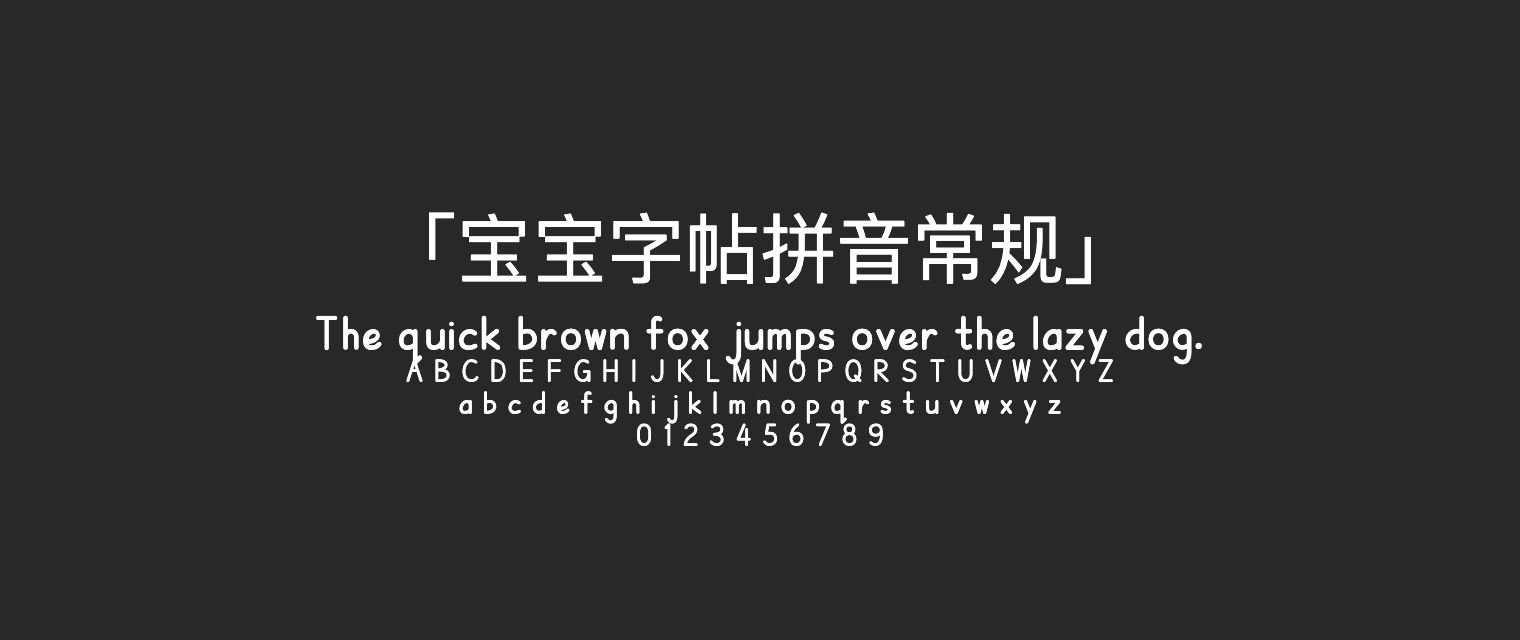 「宝宝字帖拼音常规」
The quick brown fox jumps over the lazy dog.
A B C D E F G H I J K L M N O P Q R S T U V W X Y Z
a b c d e f g h i j k l m n o p q r s t u v w x y z
0 1 2 3 4 5 6 7 8 9